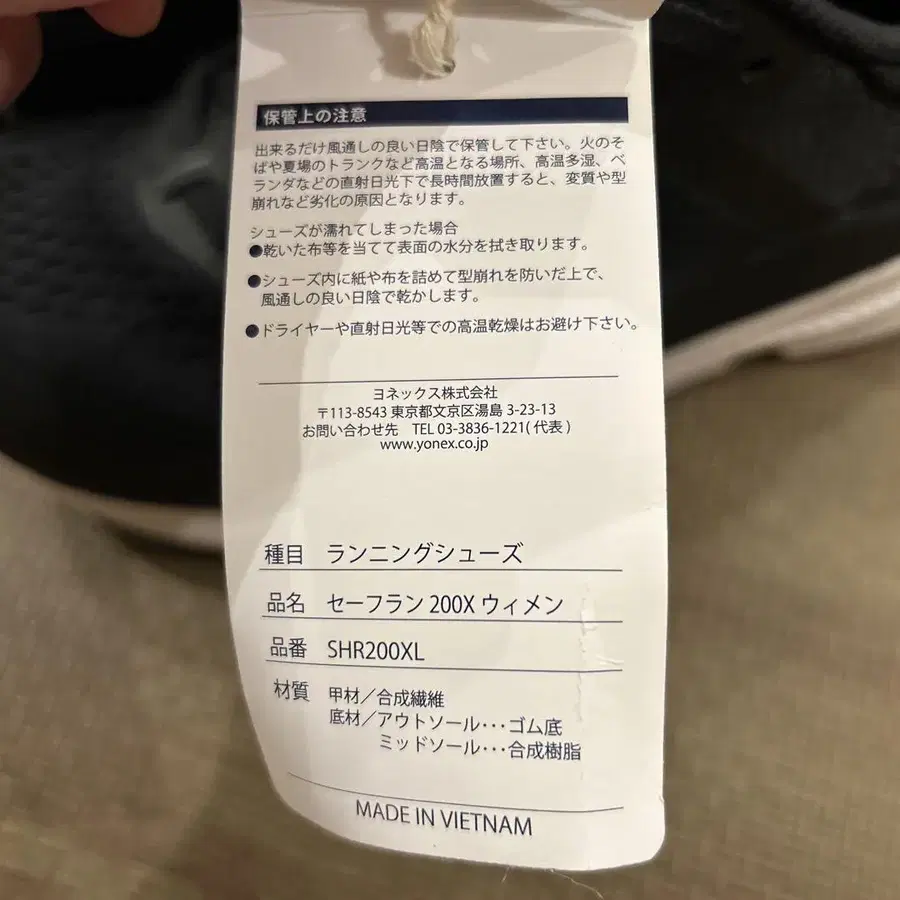 保管上の注意
出来るだけ風通しの良い日陰で保管して下さい。火のそ
ばや夏場のトランクなど高温となる場所、高温多湿、ベ
ランダなどの直射日光下で長時間放置すると、変質や型
崩れなど劣化の原因となります。
シューズが濡れてしまった場合
●乾いた布等を当てて表面の水分を拭き取ります。
●シューズ内に紙や布を詰めて型崩れを防いだ上で、
風通しの良い日陰で乾かします。
●ドライヤーや直射日光等での高温乾燥はお避け下さい。
ヨネックス株式会社
〒113-8543 東京都文京区湯島 3-23-13
お問い合わせ先 TEL 03-3836-1221(代表)
www.yonex.co.jp
種目 ランニングシューズ
品名 セーフラン 200X ウィメン
品番 SHR200XL
材質 甲材／合成繊維
底材／アウトソール･･･ゴム底
ミッドソール･･･合成樹脂
MADE IN VIETNAM